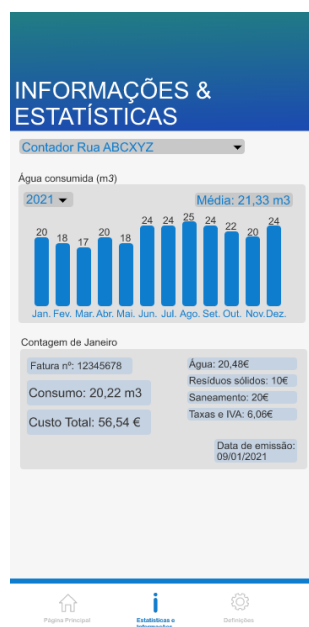 INFORMAÇÕES &
ESTATÍSTICAS
Contador Rua ABCXYZ
Água consumida (m3)
2021
Média: 21,33 m3
20 18 17 20 18 24 24 25 24 22 20 24
Jan. Fev. Mar. Abr. Mai. Jun. Jul. Ago. Set. Out. Nov. Dez.
Contagem de Janeiro
Fatura nº: 12345678
Consumo: 20,22 m3
Custo Total: 56,54 €
Água: 20,48€
Resíduos sólidos: 10€
Saneamento: 20€
Taxas e IVA: 6,06€
Data de emissão:
09/01/2021
Página Principal
Estatísticas e
Informações
Definições